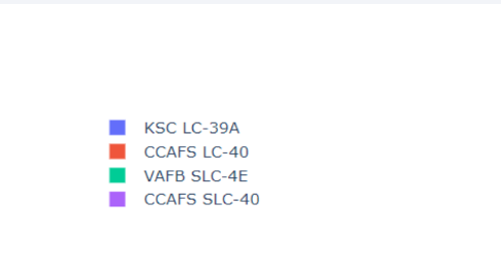 KSC LC-39A
CCAFS LC-40
VAFB SLC-4E
CCAFS SLC-40